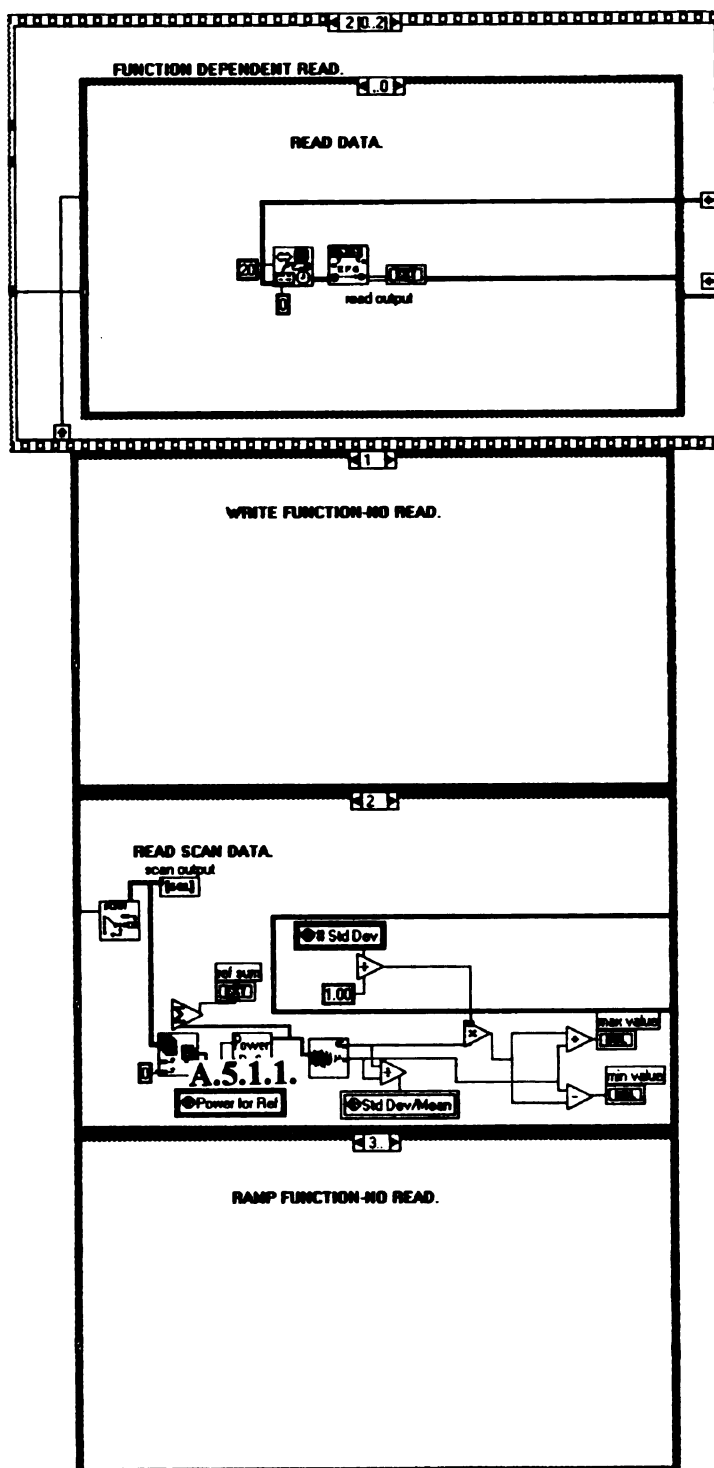 2 [0..2]
FUNCTION DEPENDENT READ.
..0
READ DATA.
20
0
read output
1
WRITE FUNCTION-NO READ.
2
READ SCAN DATA.
scan output
# Std Dev
ref sum
1.00
max value
Power
0
A.5.1.1.
min value
Power for Ref
Std Dev/Mean
3..
RAMP FUNCTION-NO READ.